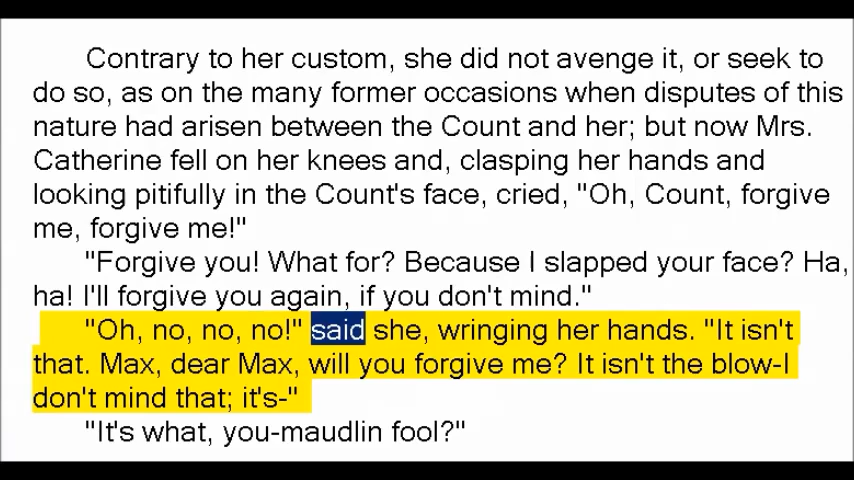 Contrary to her custom, she did not avenge it, or seek to
do so, as on the many former occasions when disputes of this
nature had arisen between the Count and her; but now Mrs.
Catherine fell on her knees and, clasping her hands and
looking pitifully in the Count's face, cried, "Oh, Count, forgive
me, forgive me!"
"Forgive you! What for? Because I slapped your face? Ha,
ha! I'll forgive you again, if you don't mind."
"Oh, no, no, no!" said she, wringing her hands. "It isn't
that. Max, dear Max, will you forgive me? It isn't the blow-I
don't mind that; it's-"
"It's what, you-maudlin fool?"